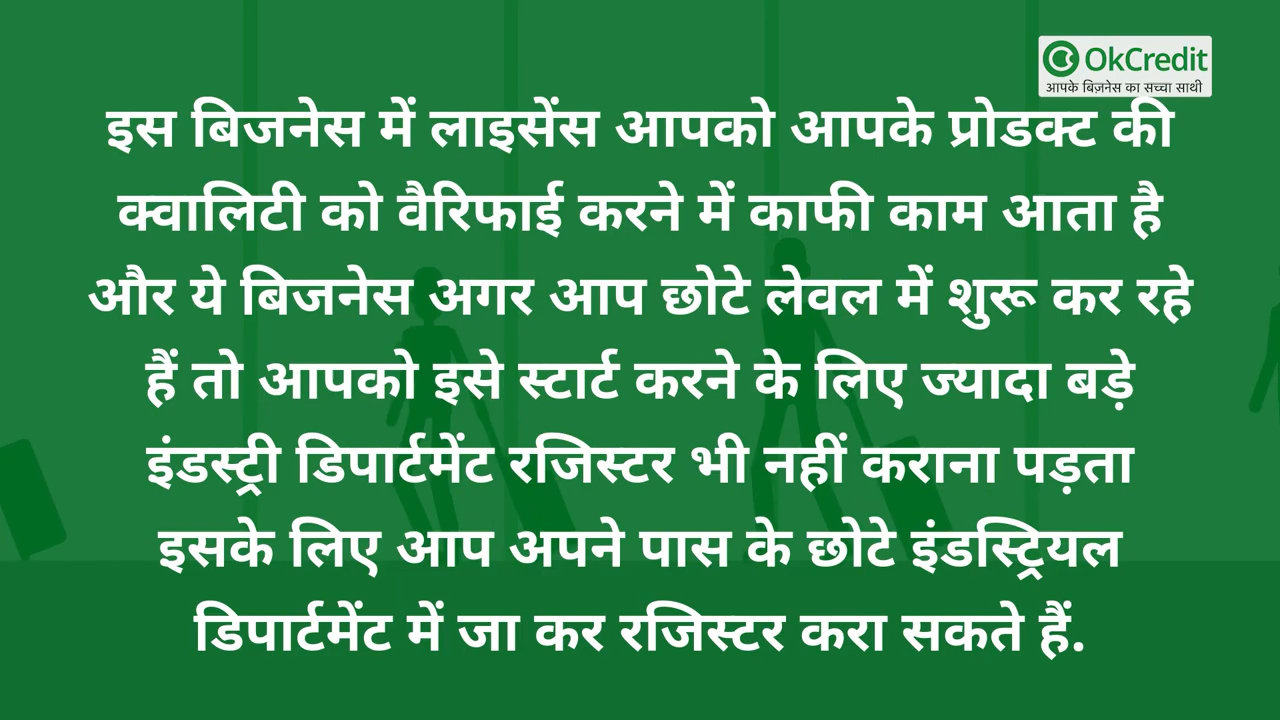 OkCredit
आपके बिज़नेस का सच्चा साथी
इस बिजनेस में लाइसेंस आपको आपके प्रोडक्ट की
क्वालिटी को वैरिफाई करने में काफी काम आता है
और ये बिजनेस अगर आप छोटे लेवल में शुरू कर रहे
हैं तो आपको इसे स्टार्ट करने के लिए ज्यादा बड़े
इंडस्ट्री डिपार्टमेंट रजिस्टर भी नहीं कराना पड़ता
इसके लिए आप अपने पास के छोटे इंडस्ट्रियल
डिपार्टमेंट में जा कर रजिस्टर करा सकते हैं.